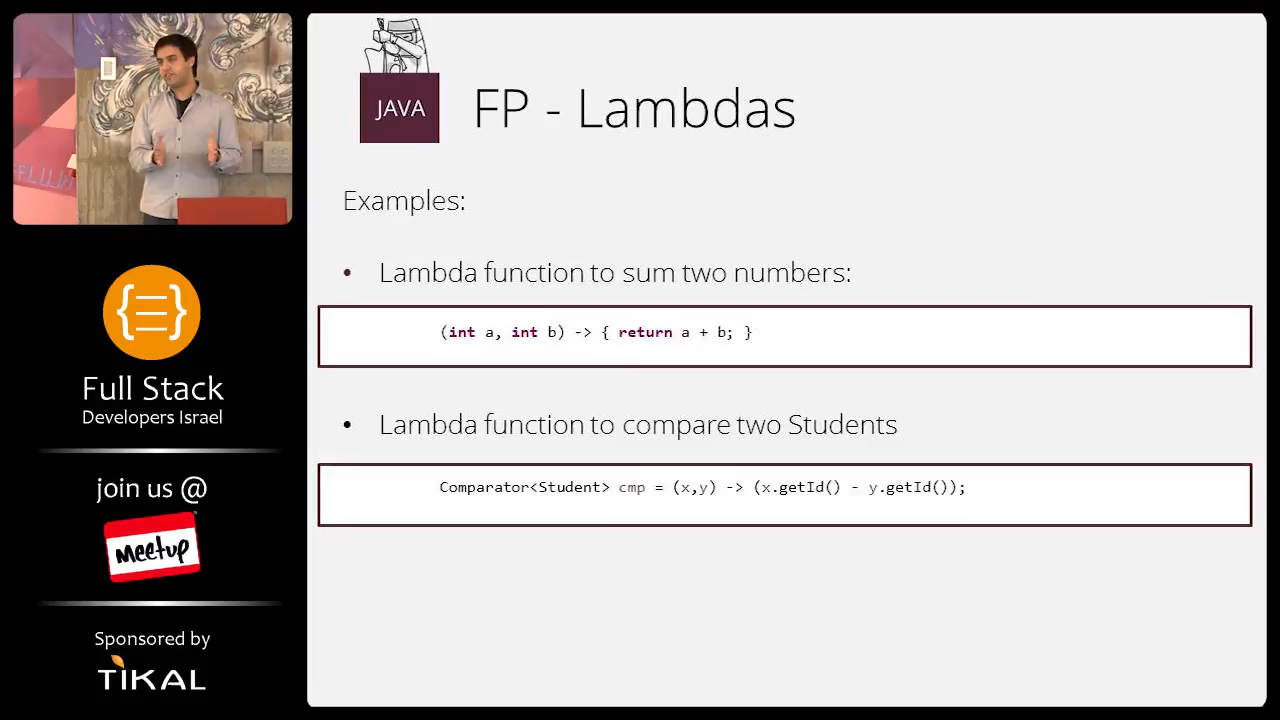 JAVA
FP - Lambdas
Examples:
• Lambda function to sum two numbers:
(int a, int b) -> { return a + b; }
• Lambda function to compare two Students
Comparator<Student> cmp = (x,y) -> (x.getId() - y.getId());
{ }
Full Stack
Developers Israel
join us @
Meetup
Sponsored by
TIKAL